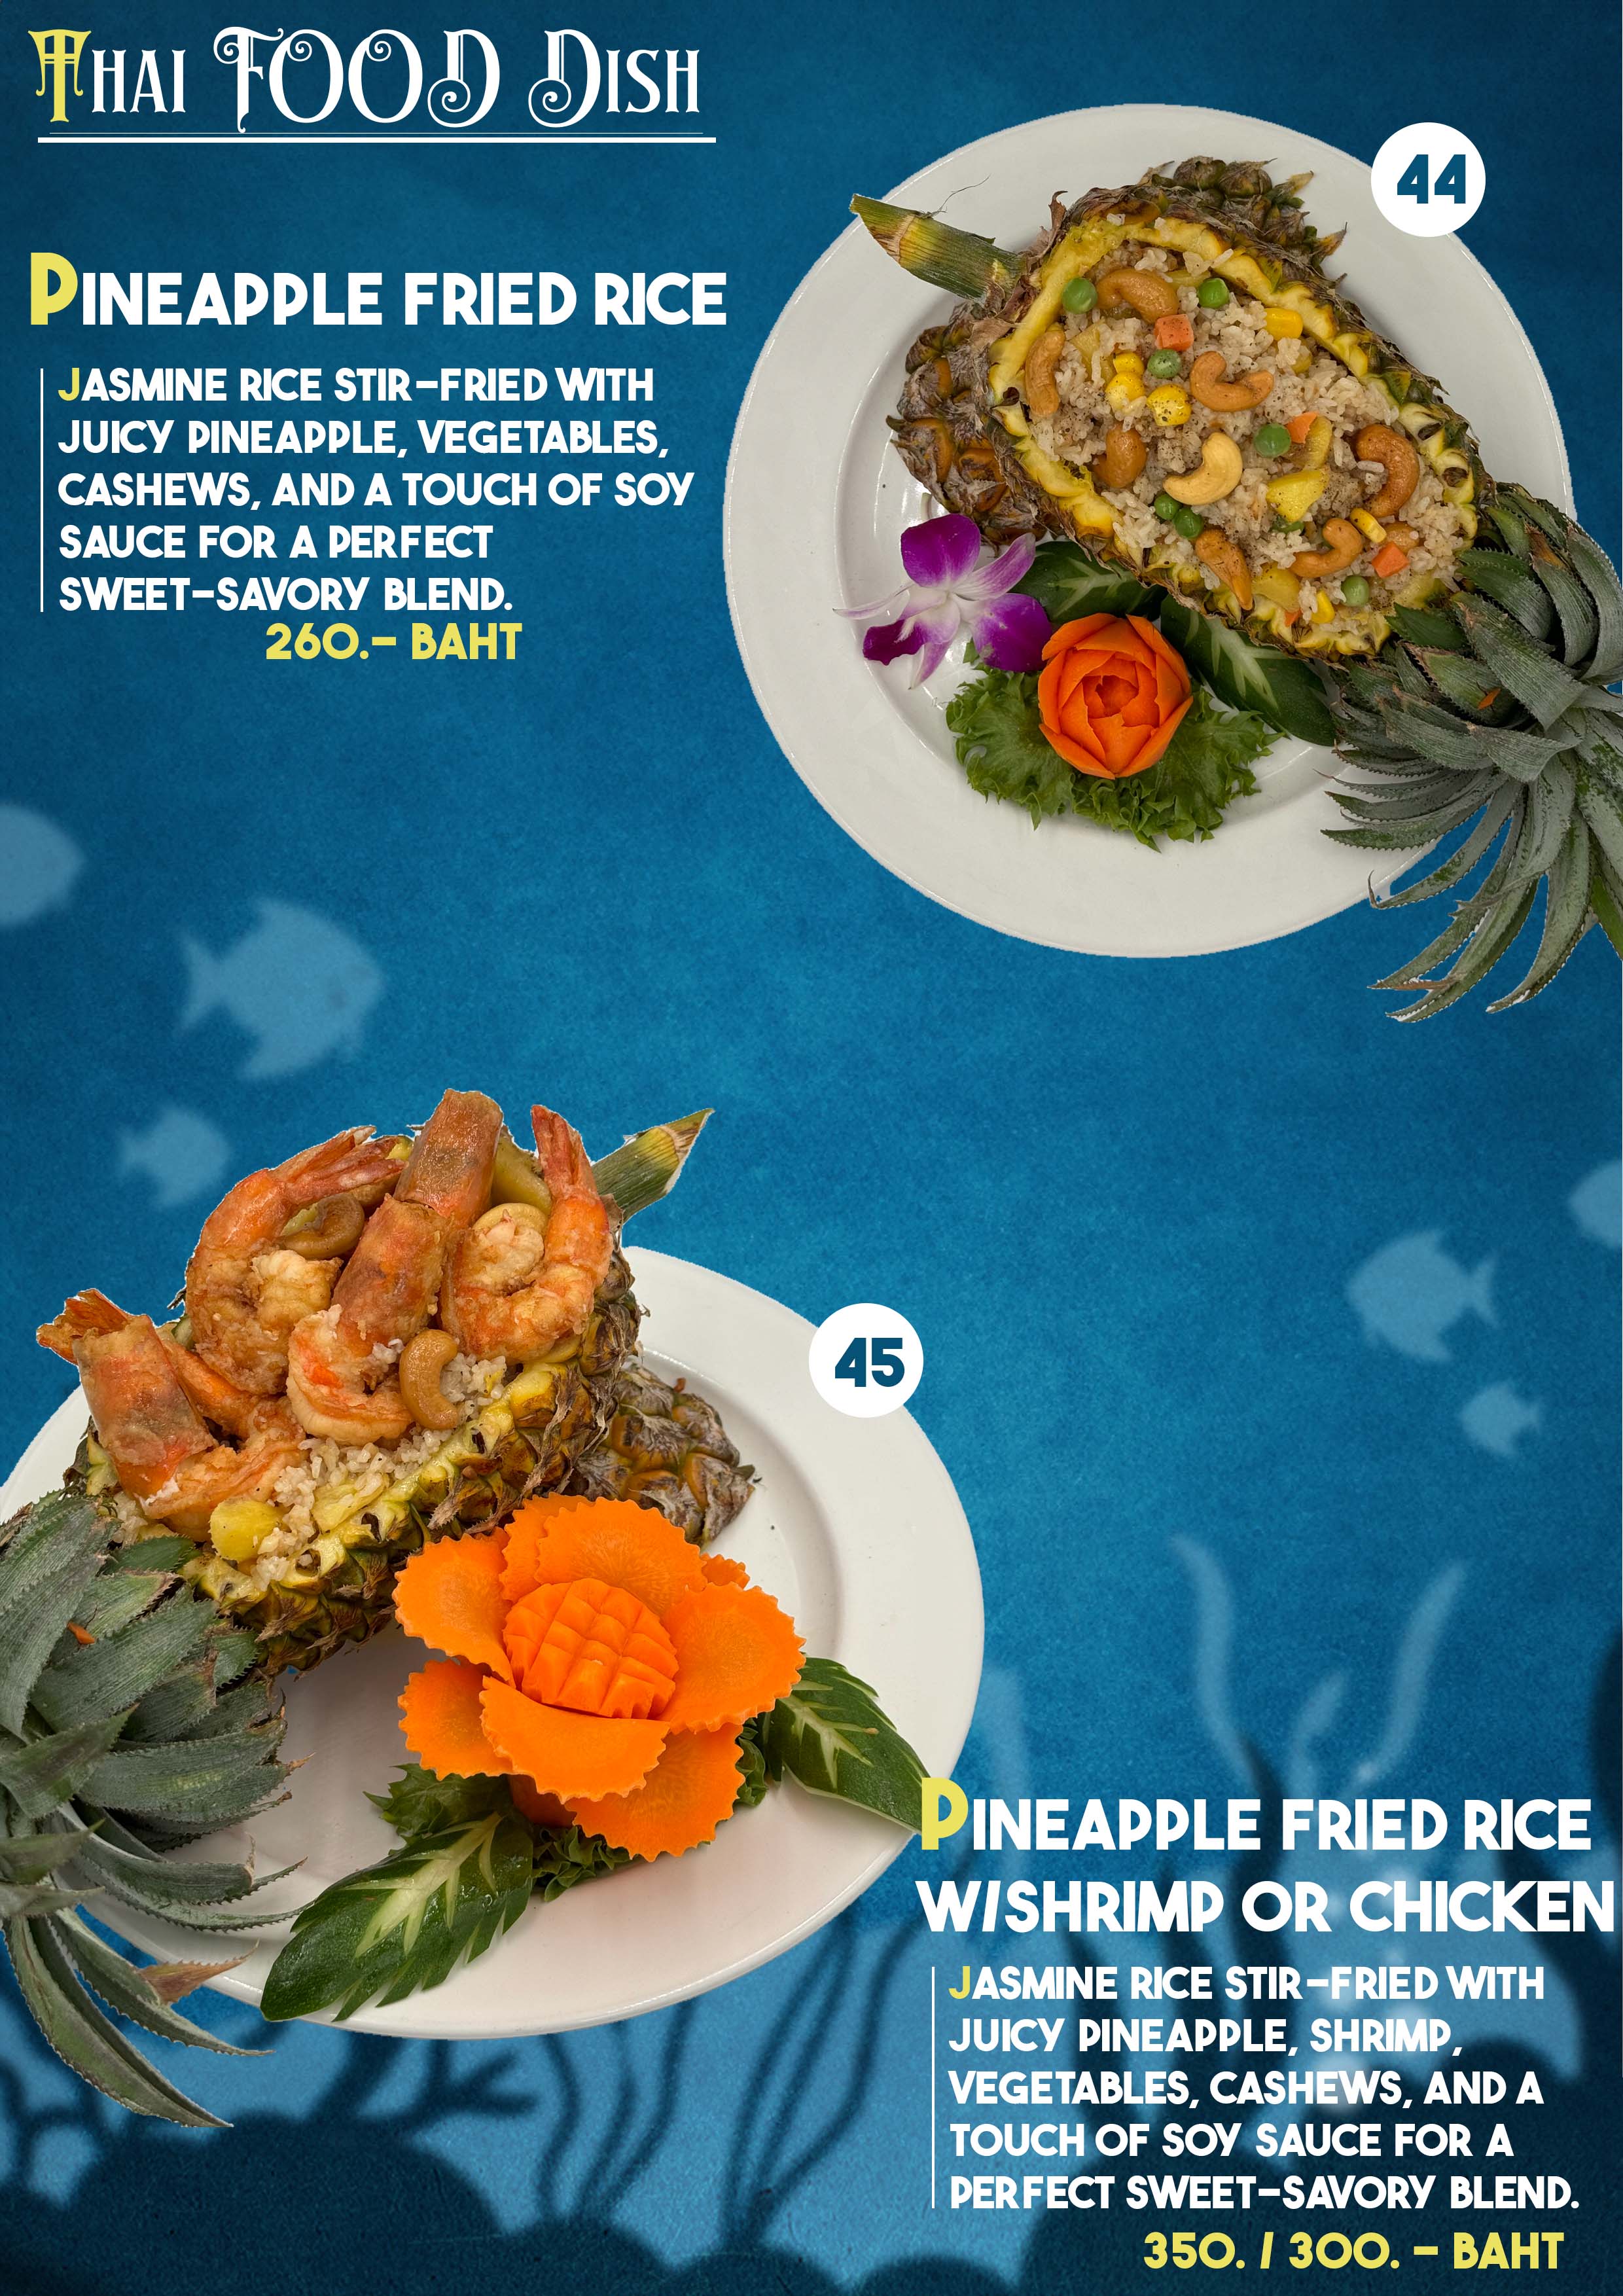 THAI FOOD DISH
44
PINEAPPLE FRIED RICE
JASMINE RICE STIR-FRIED WITH
JUICY PINEAPPLE, VEGETABLES,
CASHEWS, AND A TOUCH OF SOY
SAUCE FOR A PERFECT
SWEET-SAVORY BLEND.
260.- BAHT
45
PINEAPPLE FRIED RICE
W/SHRIMP OR CHICKEN
JASMINE RICE STIR-FRIED WITH
JUICY PINEAPPLE, SHRIMP,
VEGETABLES, CASHEWS, AND A
TOUCH OF SOY SAUCE FOR A
PERFECT SWEET-SAVORY BLEND.
350. / 300. - BAHT